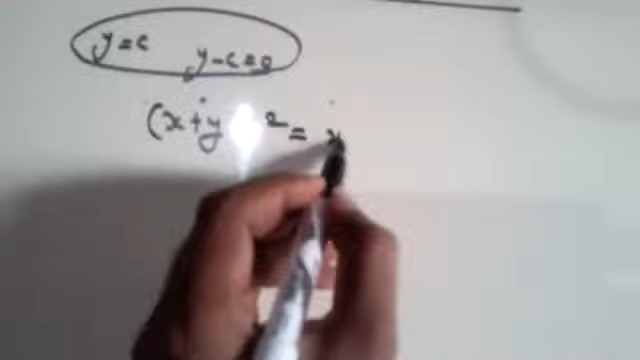 y=c y-c=0
(x+y)² = x